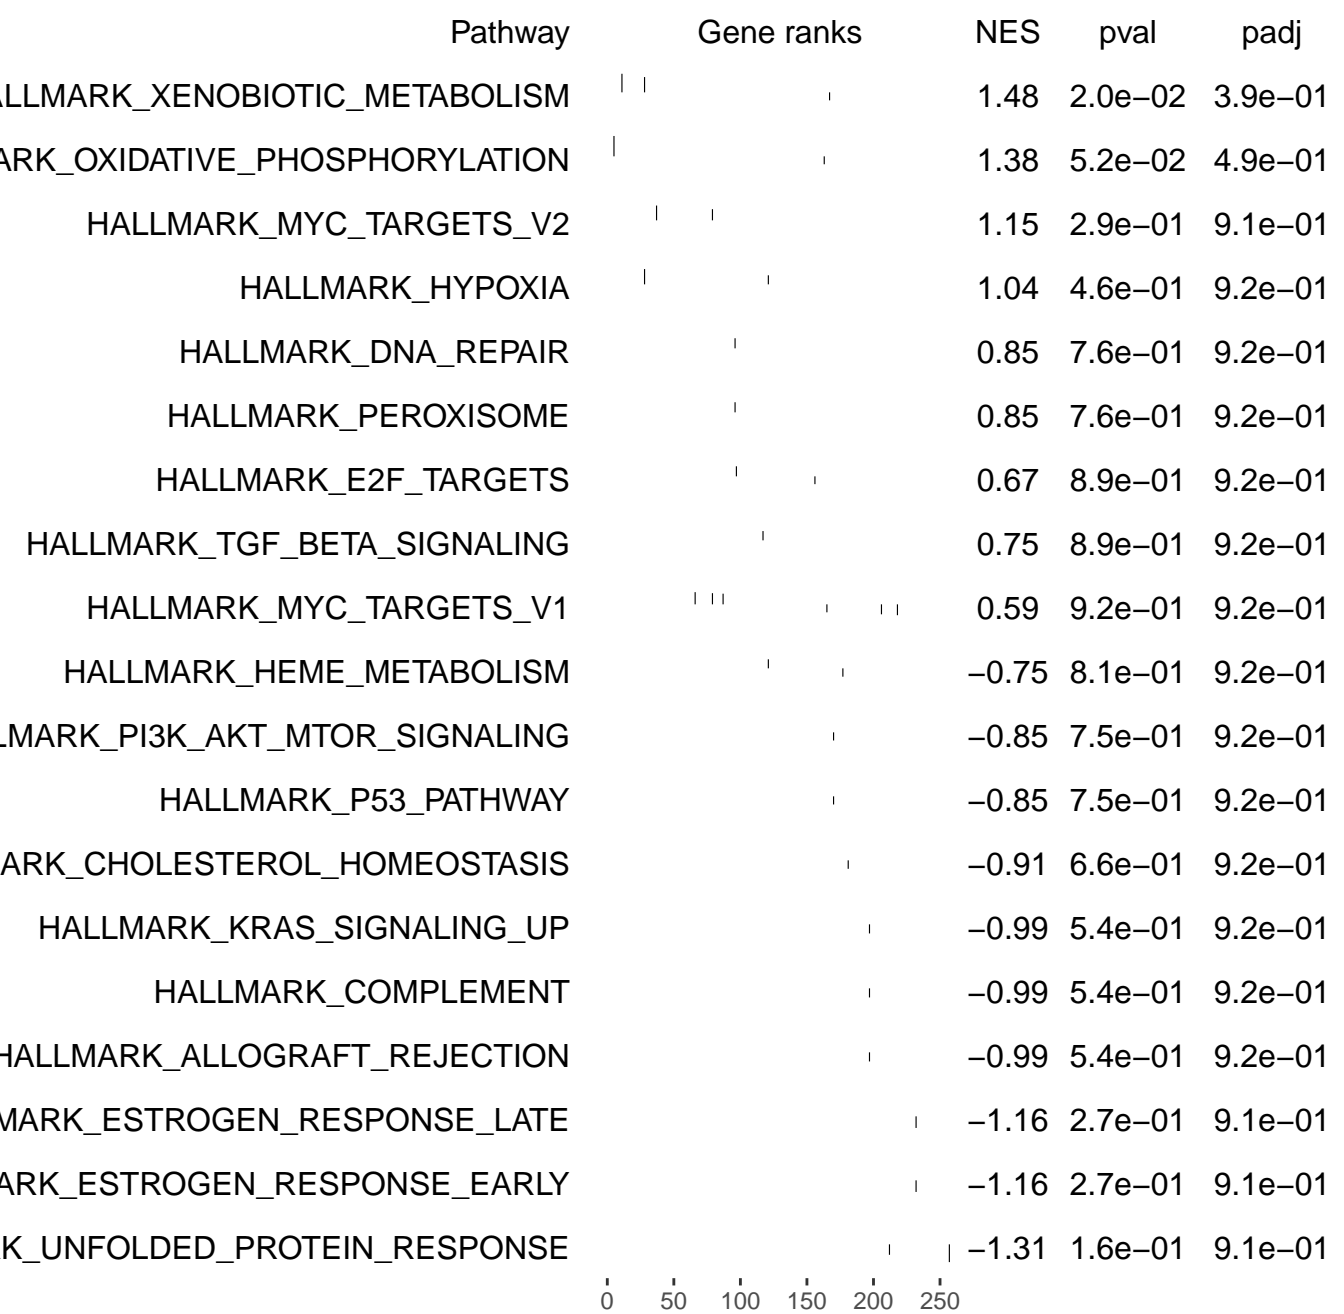 Pathway Gene ranks NES pval padj
ALLMARK_XENOBIOTIC_METABOLISM 1.48 2.0e−02 3.9e−01
ARK_OXIDATIVE_PHOSPHORYLATION 1.38 5.2e−02 4.9e−01
HALLMARK_MYC_TARGETS_V2 1.15 2.9e−01 9.1e−01
HALLMARK_HYPOXIA 1.04 4.6e−01 9.2e−01
HALLMARK_DNA_REPAIR 0.85 7.6e−01 9.2e−01
HALLMARK_PEROXISOME 0.85 7.6e−01 9.2e−01
HALLMARK_E2F_TARGETS 0.67 8.9e−01 9.2e−01
HALLMARK_TGF_BETA_SIGNALING 0.75 8.9e−01 9.2e−01
HALLMARK_MYC_TARGETS_V1 0.59 9.2e−01 9.2e−01
HALLMARK_HEME_METABOLISM −0.75 8.1e−01 9.2e−01
LMARK_PI3K_AKT_MTOR_SIGNALING −0.85 7.5e−01 9.2e−01
HALLMARK_P53_PATHWAY −0.85 7.5e−01 9.2e−01
ARK_CHOLESTEROL_HOMEOSTASIS −0.91 6.6e−01 9.2e−01
HALLMARK_KRAS_SIGNALING_UP −0.99 5.4e−01 9.2e−01
HALLMARK_COMPLEMENT −0.99 5.4e−01 9.2e−01
HALLMARK_ALLOGRAFT_REJECTION −0.99 5.4e−01 9.2e−01
MARK_ESTROGEN_RESPONSE_LATE −1.16 2.7e−01 9.1e−01
ARK_ESTROGEN_RESPONSE_EARLY −1.16 2.7e−01 9.1e−01
K_UNFOLDED_PROTEIN_RESPONSE −1.31 1.6e−01 9.1e−01
0 50 100 150 200 250